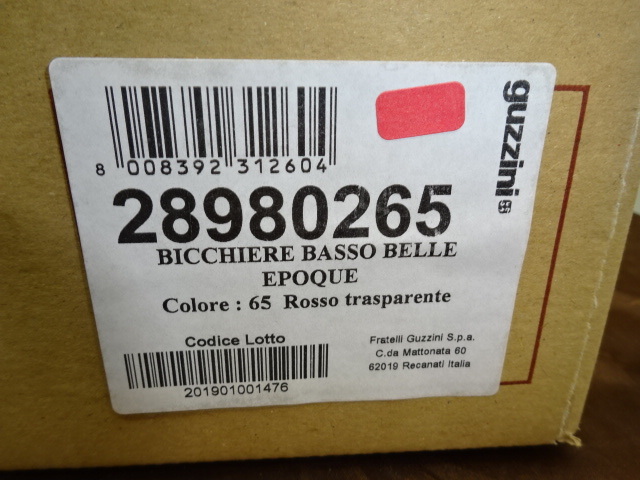 guzzini
8 008392 312604
28980265
BICCHIERE BASSO BELLE
EPOQUE
Colore : 65 Rosso trasparente
Codice Lotto
201901001476
Fratelli Guzzini S.p.a.
C.da Mattonata 60
62019 Recanati Italia